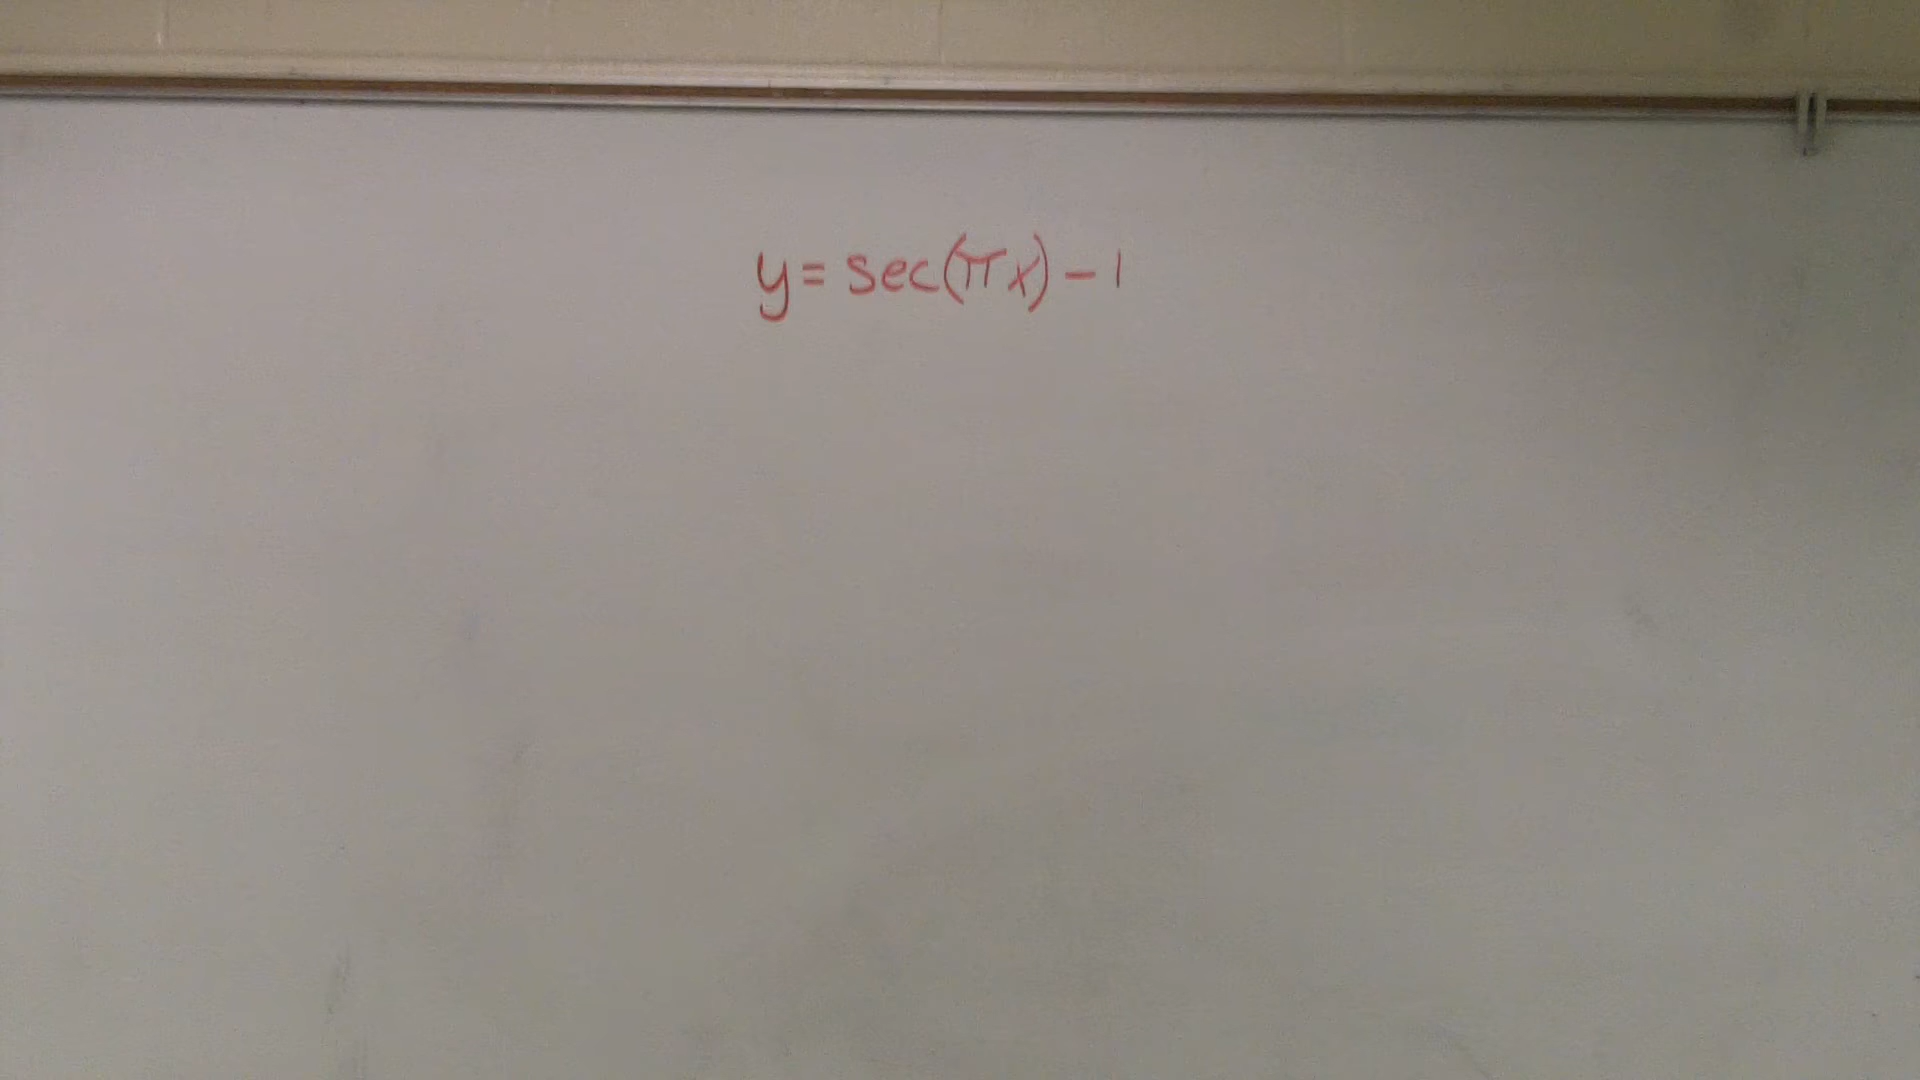 y = sec(πx) - 1